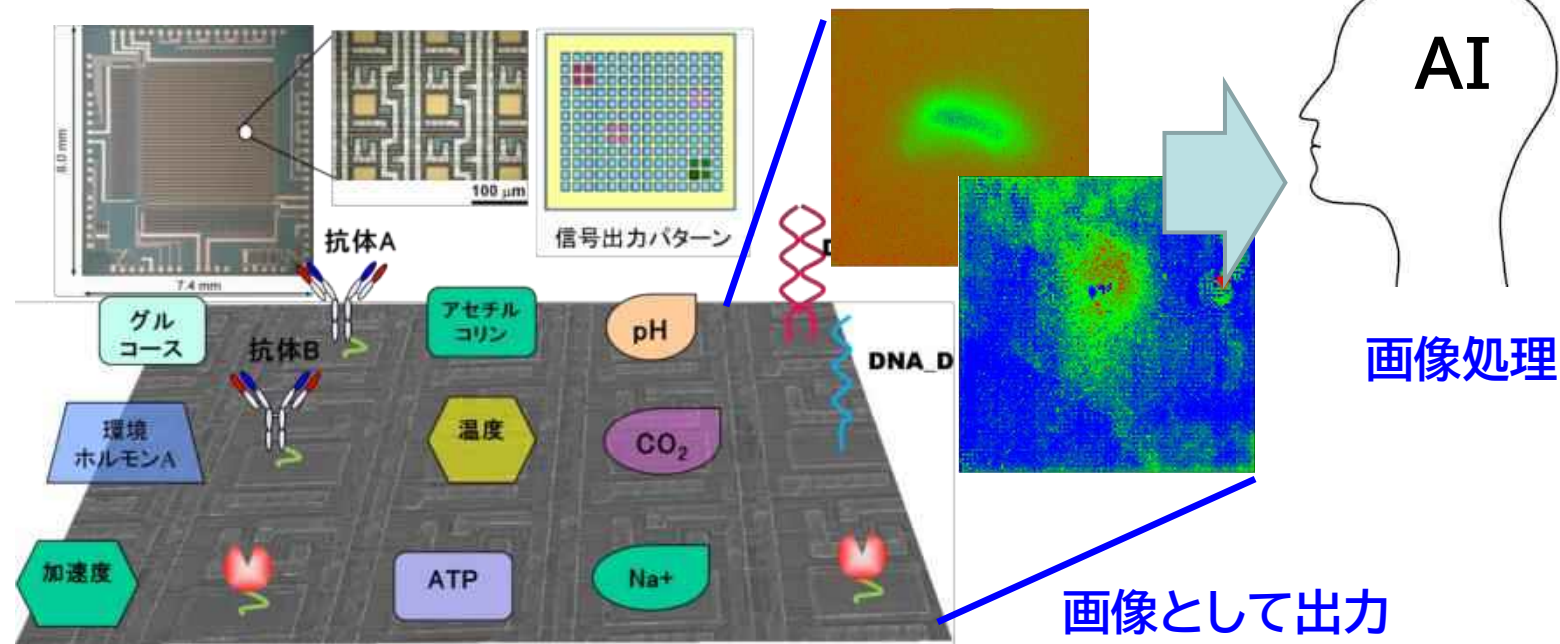 AI
8.0 mm
100 μm
7.4 mm
信号出力パターン
抗体A
グル
コース
アセチル
コリン
pH
抗体B
DNA_D
画像処理
環境
ホルモンA
温度
CO₂
加速度
ATP
Na+
画像として出力